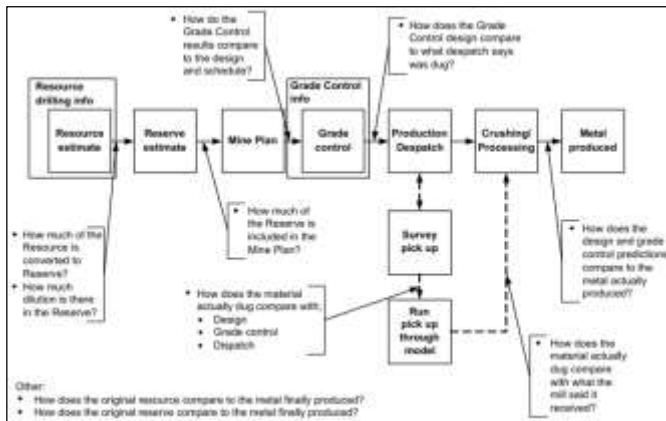 • How do the
Grade Control
results compare
to the design
and schedule?
• How does the Grade
Control design compare
to what despatch says
was dug?
Resource
drilling info
Grade Control
info
Resource
estimate
Reserve
estimate
Mine Plan
Grade
control
Production
Despatch
Crushing/
Processing
Metal
produced
• How much of the
Resource is
converted to
Reserve?
• How much
dilution is there
in the Reserve?
• How much of
the Reserve is
included in the
Mine Plan?
Survey
pick up
• How does the
design and grade
control predictions
compare to the
metal actually
produced?
• How does the material
actually dug compare with;
• Design
• Grade control
• Dispatch
Run
pick up
through
model
• How does the
material actually
dug compare
with what the
mill said it
received?
Other:
• How does the original resource compare to the metal finally produced?
• How does the original reserve compare to the metal finally produced?